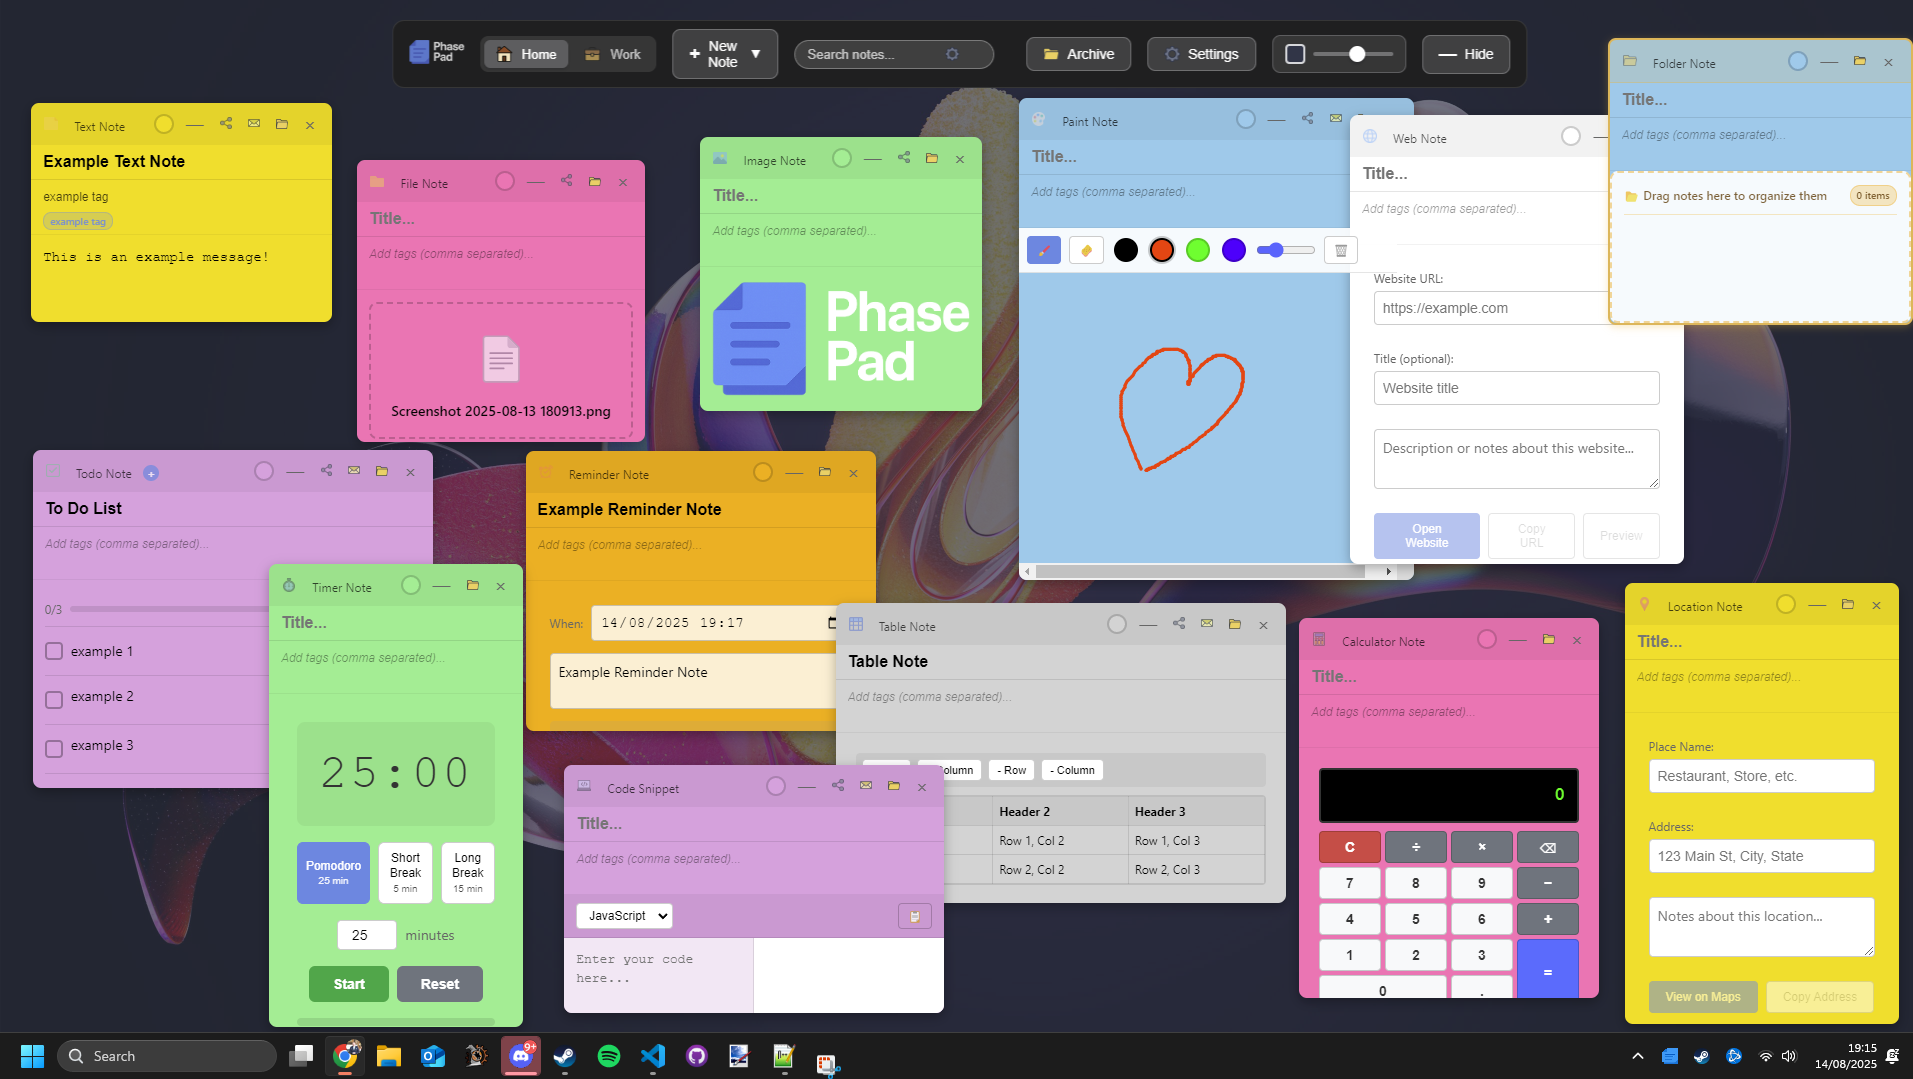 Phase
Pad
Home
Work
New
Note
Search notes...
Archive
Settings
Hide
Text Note
Example Text Note
example tag
example tag
This is an example message!
File Note
Title...
Add tags (comma separated)...
Screenshot 2025-08-13 180913.png
Image Note
Title...
Add tags (comma separated)...
Phase
Pad
Paint Note
Title...
Add tags (comma separated)...
Web Note
Title...
Add tags (comma separated)...
Website URL:
https://example.com
Title (optional):
Website title
Description or notes about this website...
Open
Website
Copy
URL
Preview
Folder Note
Title...
Add tags (comma separated)...
Drag notes here to organize them
0 items
Todo Note
To Do List
Add tags (comma separated)...
0/3
example 1
example 2
example 3
Timer Note
Title...
Add tags (comma separated)...
25:00
Pomodoro
25 min
Short
Break
5 min
Long
Break
15 min
25 minutes
Start
Reset
Reminder Note
Example Reminder Note
Add tags (comma separated)...
When: 14/08/2025 19:17
Example Reminder Note
Table Note
Table Note
Add tags (comma separated)...
- Row
- Column
Header 2 Header 3
Row 1, Col 2 Row 1, Col 3
Row 2, Col 2 Row 2, Col 3
Code Snippet
Title...
Add tags (comma separated)...
JavaScript
Enter your code
here...
Calculator Note
Title...
Add tags (comma separated)...
0
C ÷ × ⌫
7 8 9 −
4 5 6 +
1 2 3 =
0 .
Location Note
Title...
Add tags (comma separated)...
Place Name:
Restaurant, Store, etc.
Address:
123 Main St, City, State
Notes about this location...
View on Maps
Copy Address
Search
9+
19:15
14/08/2025